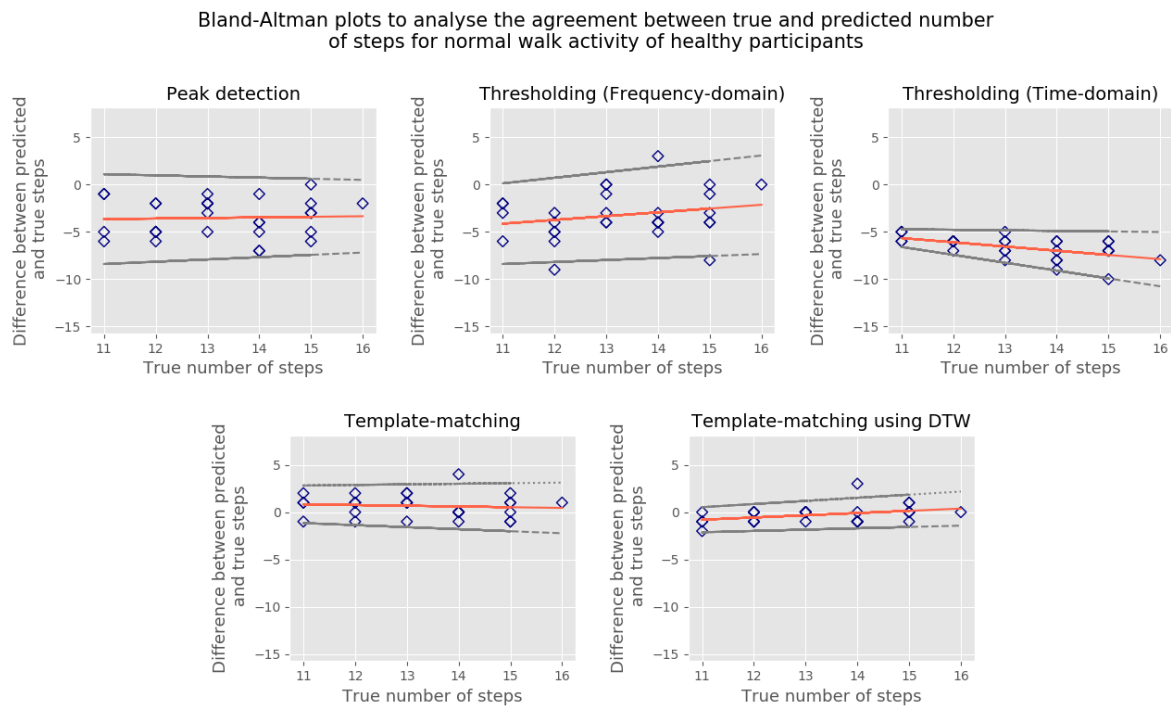 Bland-Altman plots to analyse the agreement between true and predicted number
of steps for normal walk activity of healthy participants
Peak detection
Difference between predicted
and true steps
5
0
−5
−10
−15
11 12 13 14 15 16
True number of steps
Thresholding (Frequency-domain)
Difference between predicted
and true steps
5
0
−5
−10
−15
11 12 13 14 15 16
True number of steps
Thresholding (Time-domain)
Difference between predicted
and true steps
5
0
−5
−10
−15
11 12 13 14 15 16
True number of steps
Template-matching
Difference between predicted
and true steps
5
0
−5
−10
−15
11 12 13 14 15 16
True number of steps
Template-matching using DTW
Difference between predicted
and true steps
5
0
−5
−10
−15
11 12 13 14 15 16
True number of steps